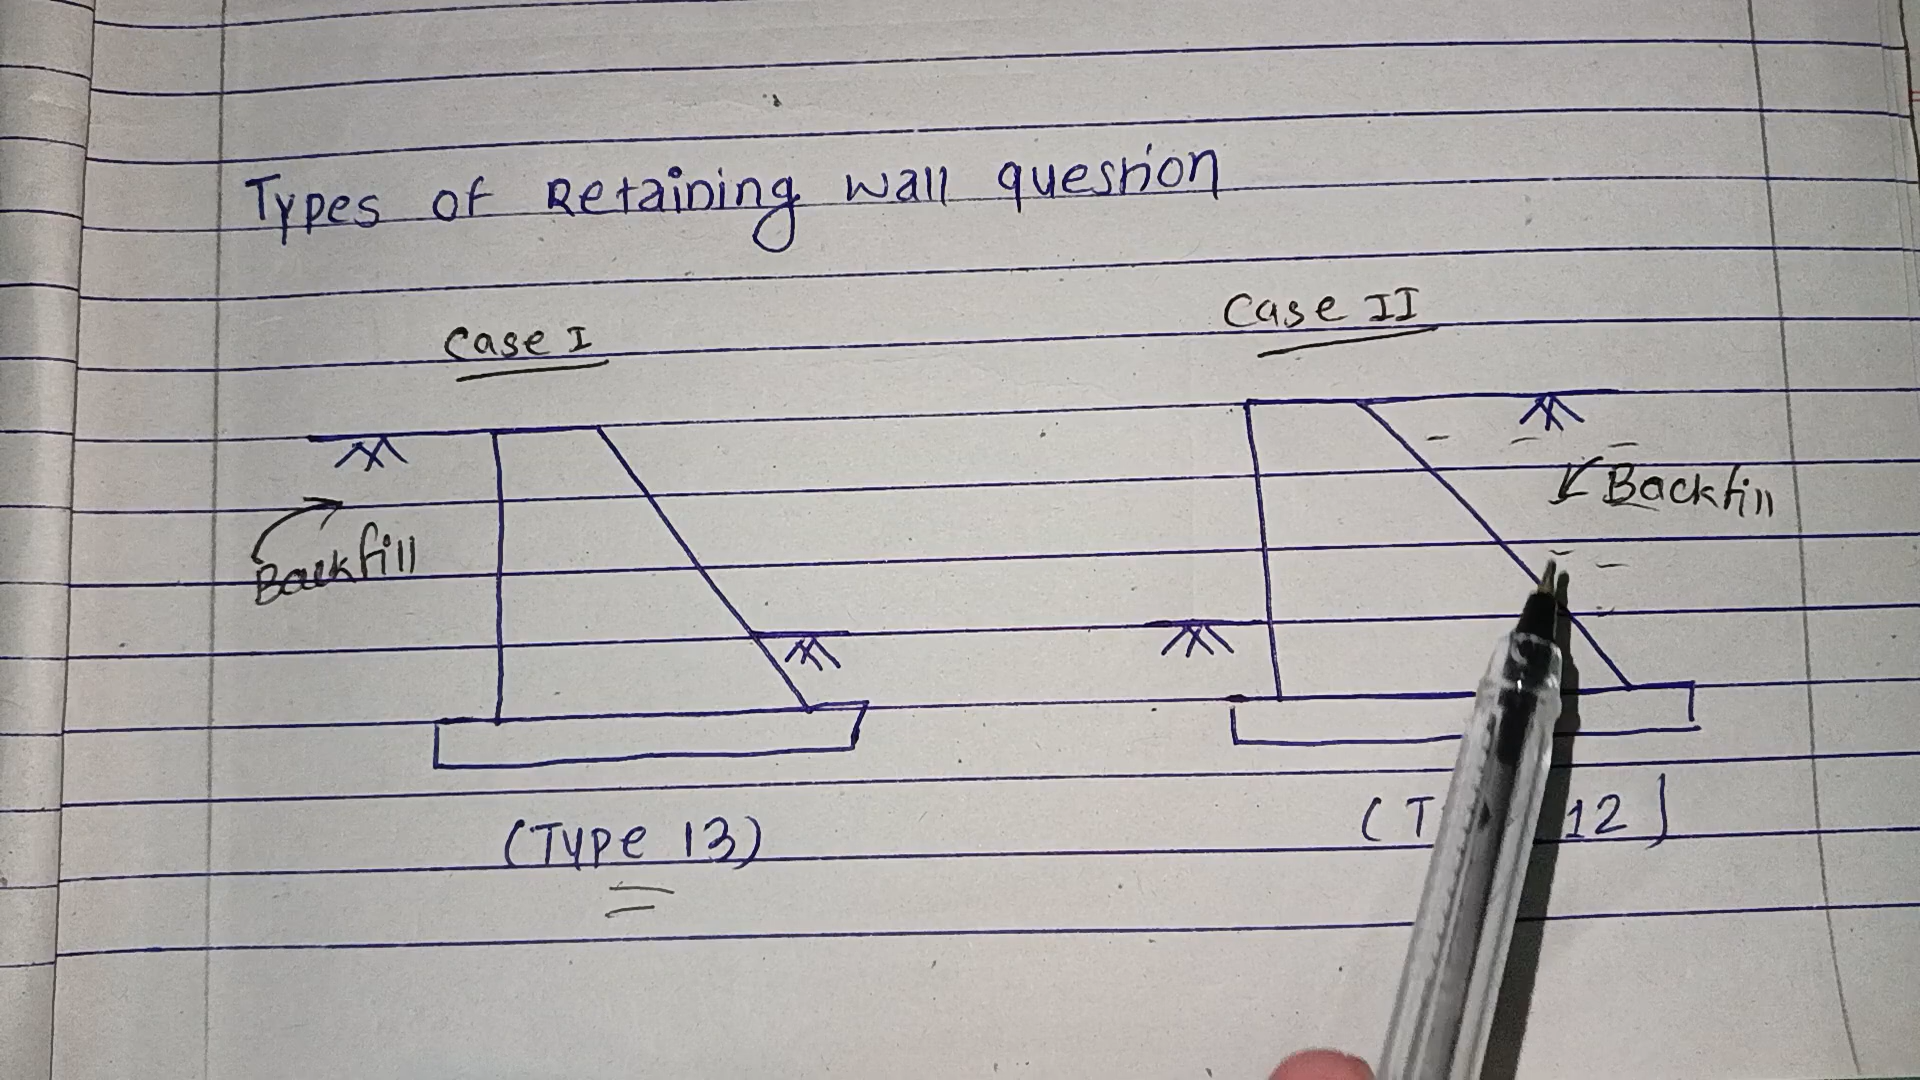 Types of Retaining wall question
Case I
Case II
Backfill
Backfill
(Type 13)
(T 12)